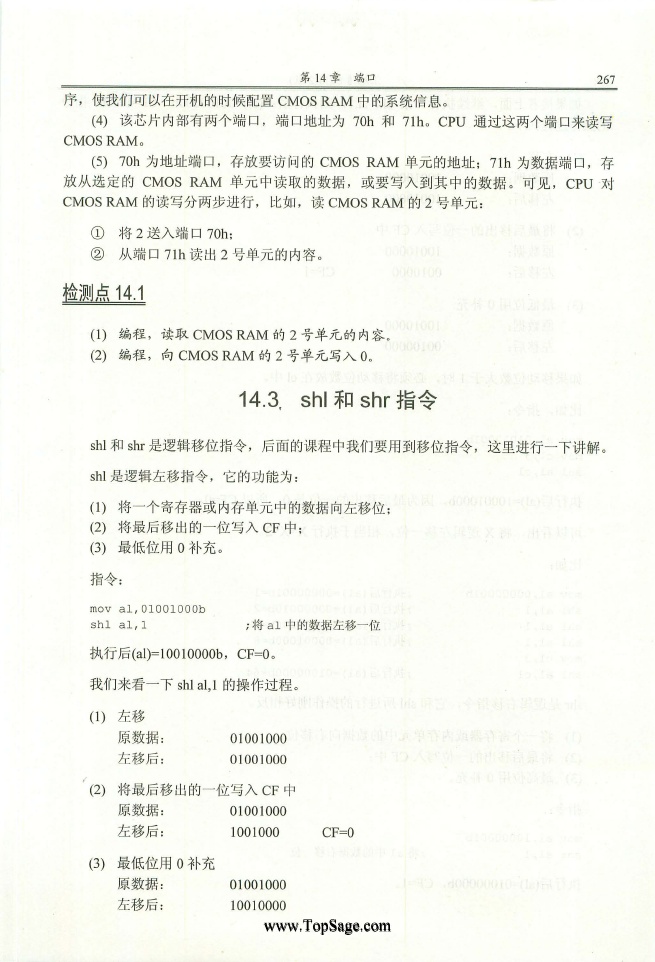 第 14 章 端口 267
序，使我们可以在开机的时候配置 CMOS RAM 中的系统信息。
(4) 该芯片内部有两个端口，端口地址为 70h 和 71h。CPU 通过这两个端口来读写
CMOS RAM。
(5) 70h 为地址端口，存放要访问的 CMOS RAM 单元的地址；71h 为数据端口，存
放从选定的 CMOS RAM 单元中读取的数据，或要写入到其中的数据。可见，CPU 对
CMOS RAM 的读写分两步进行，比如，读 CMOS RAM 的 2 号单元：
① 将 2 送入端口 70h；
② 从端口 71h 读出 2 号单元的内容。
检测点 14.1
(1) 编程，读取 CMOS RAM 的 2 号单元的内容。
(2) 编程，向 CMOS RAM 的 2 号单元写入 0。
14.3, shl 和 shr 指令
shl 和 shr 是逻辑移位指令，后面的课程中我们要用到移位指令，这里进行一下讲解。
shl 是逻辑左移指令，它的功能为：
(1) 将一个寄存器或内存单元中的数据向左移位；
(2) 将最后移出的一位写入 CF 中；
(3) 最低位用 0 补充。
指令：
mov al,01001000b
shl al,1 ;将 al 中的数据左移一位
执行后(al)=10010000b，CF=0。
我们来看一下 shl al,1 的操作过程。
(1) 左移
原数据： 01001000
左移后： 01001000
(2) 将最后移出的一位写入 CF 中
原数据： 01001000
左移后： 1001000 CF=0
(3) 最低位用 0 补充
原数据： 01001000
左移后： 10010000
www.TopSage.com